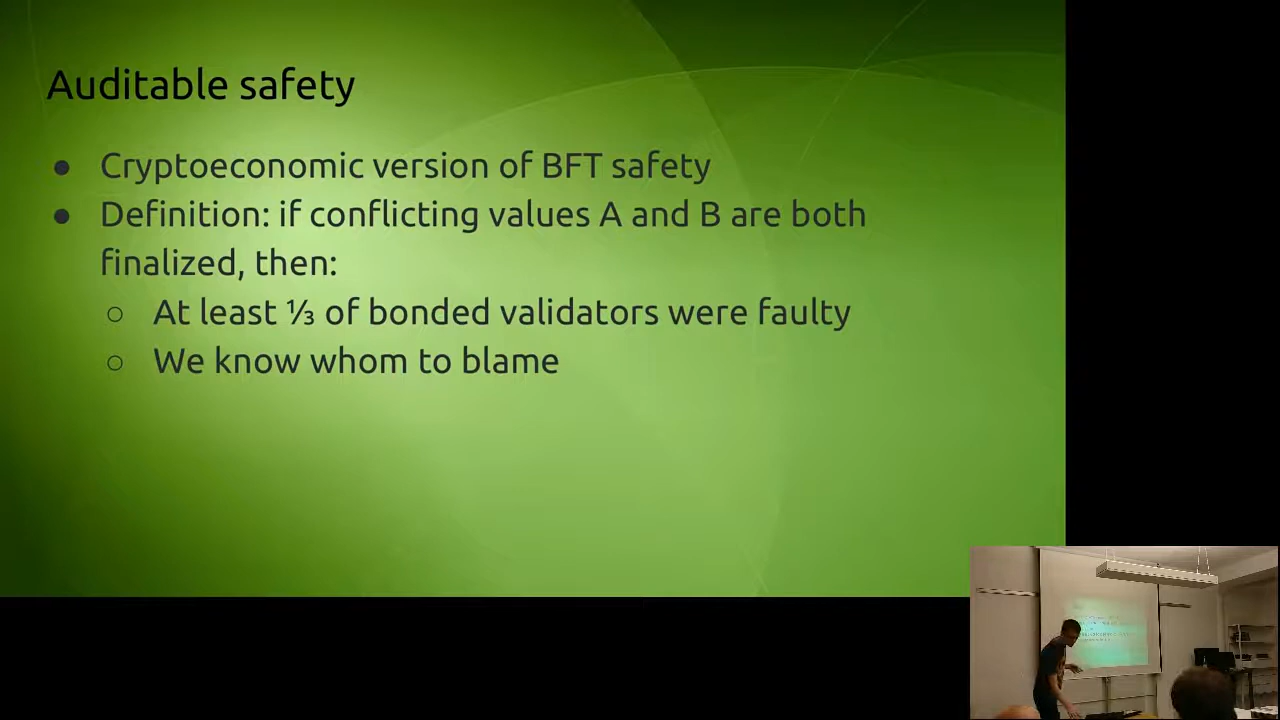 Auditable safety
● Cryptoeconomic version of BFT safety
● Definition: if conflicting values A and B are both
finalized, then:
○ At least ⅓ of bonded validators were faulty
○ We know whom to blame